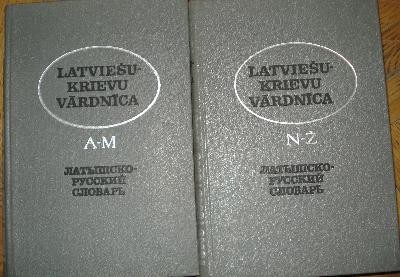 LATVIEŠU-
KRIEVU
VĀRDNĪCA
A-M
ЛАТЫШСКО-
РУССКИЙ
СЛОВАРЬ
LATVIEŠU-
KRIEVU
VĀRDNĪCA
N-Ž
ЛАТЫШСКО-
РУССКИЙ
СЛОВАРЬ